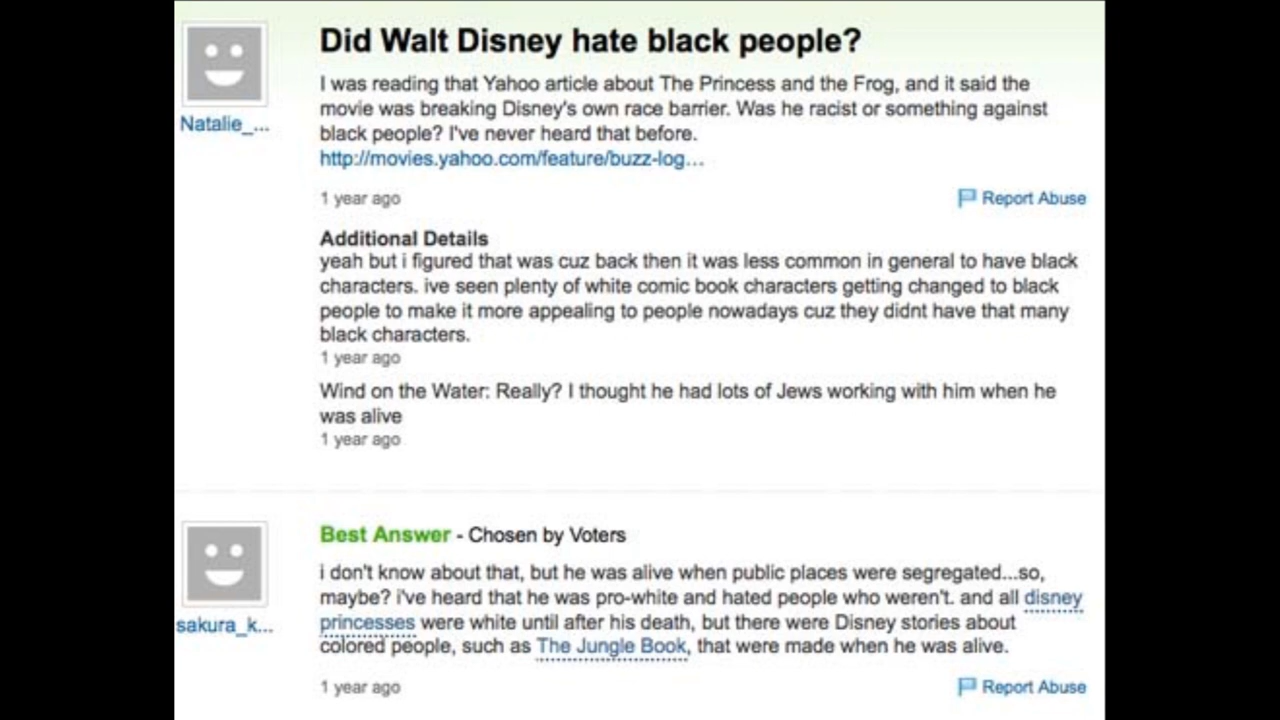 Did Walt Disney hate black people?
I was reading that Yahoo article about The Princess and the Frog, and it said the
movie was breaking Disney's own race barrier. Was he racist or something against
black people? I've never heard that before.
http://movies.yahoo.com/feature/buzz-log...
Natalie_...
1 year ago
Report Abuse
Additional Details
yeah but i figured that was cuz back then it was less common in general to have black
characters. ive seen plenty of white comic book characters getting changed to black
people to make it more appealing to people nowadays cuz they didnt have that many
black characters.
1 year ago
Wind on the Water: Really? I thought he had lots of Jews working with him when he
was alive
1 year ago
Best Answer - Chosen by Voters
i don't know about that, but he was alive when public places were segregated...so,
maybe? i've heard that he was pro-white and hated people who weren't. and all disney
princesses were white until after his death, but there were Disney stories about
colored people, such as The Jungle Book, that were made when he was alive.
sakura_k...
1 year ago
Report Abuse